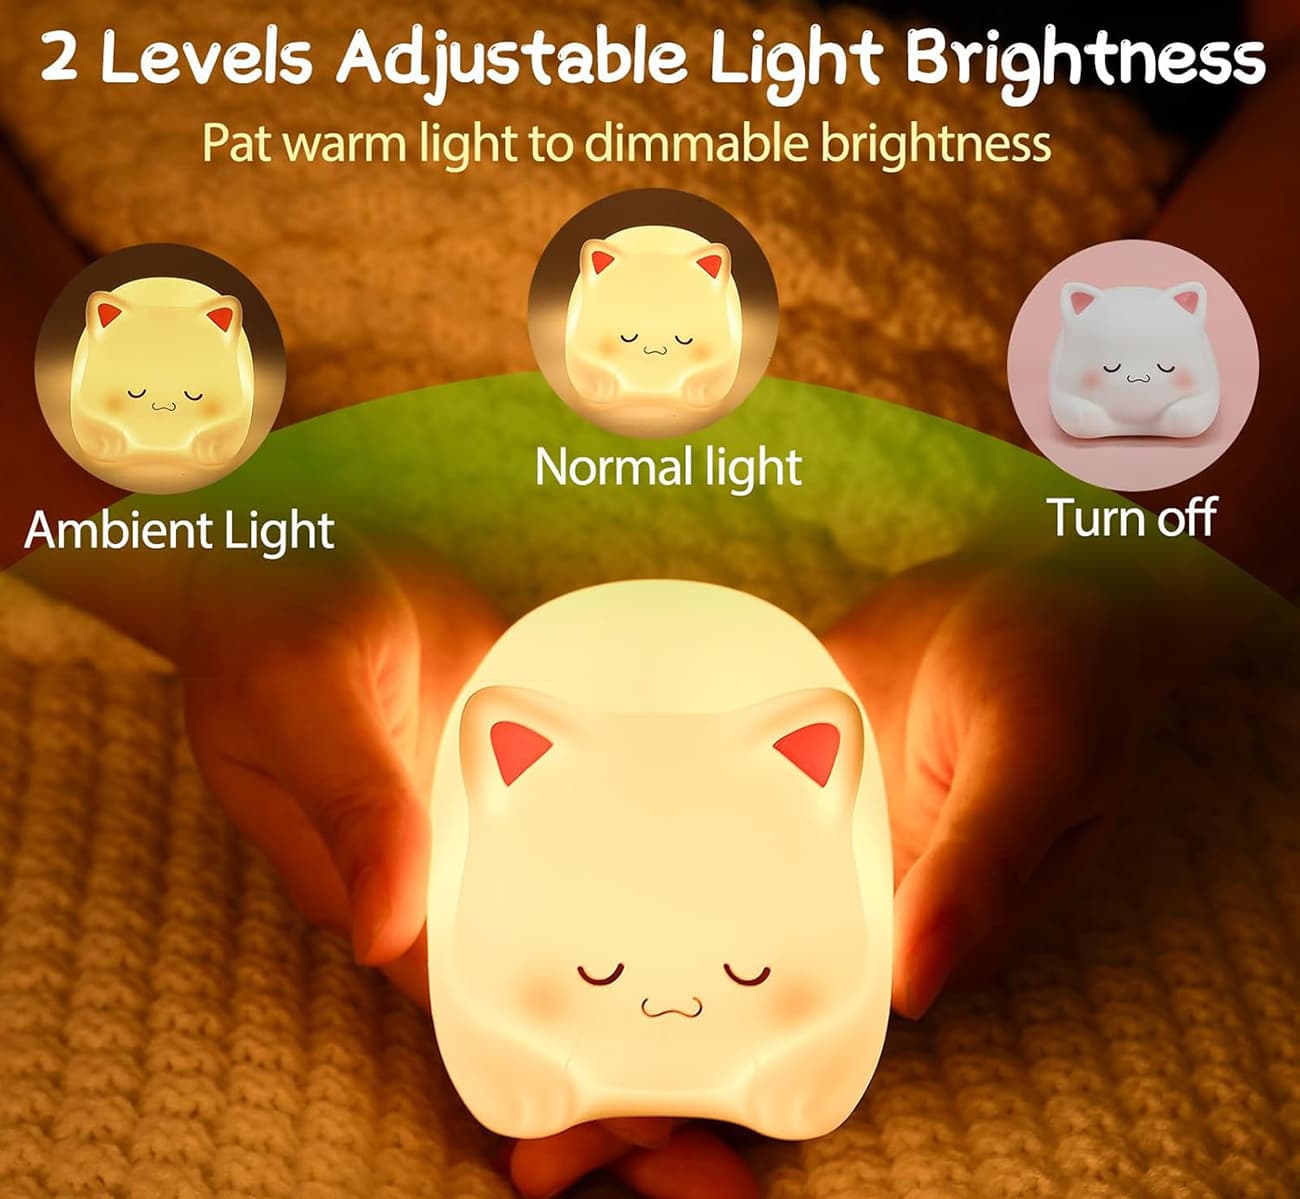 2 Levels Adjustable Light Brightness
Pat warm light to dimmable brightness
Normal light
Ambient Light
Turn off